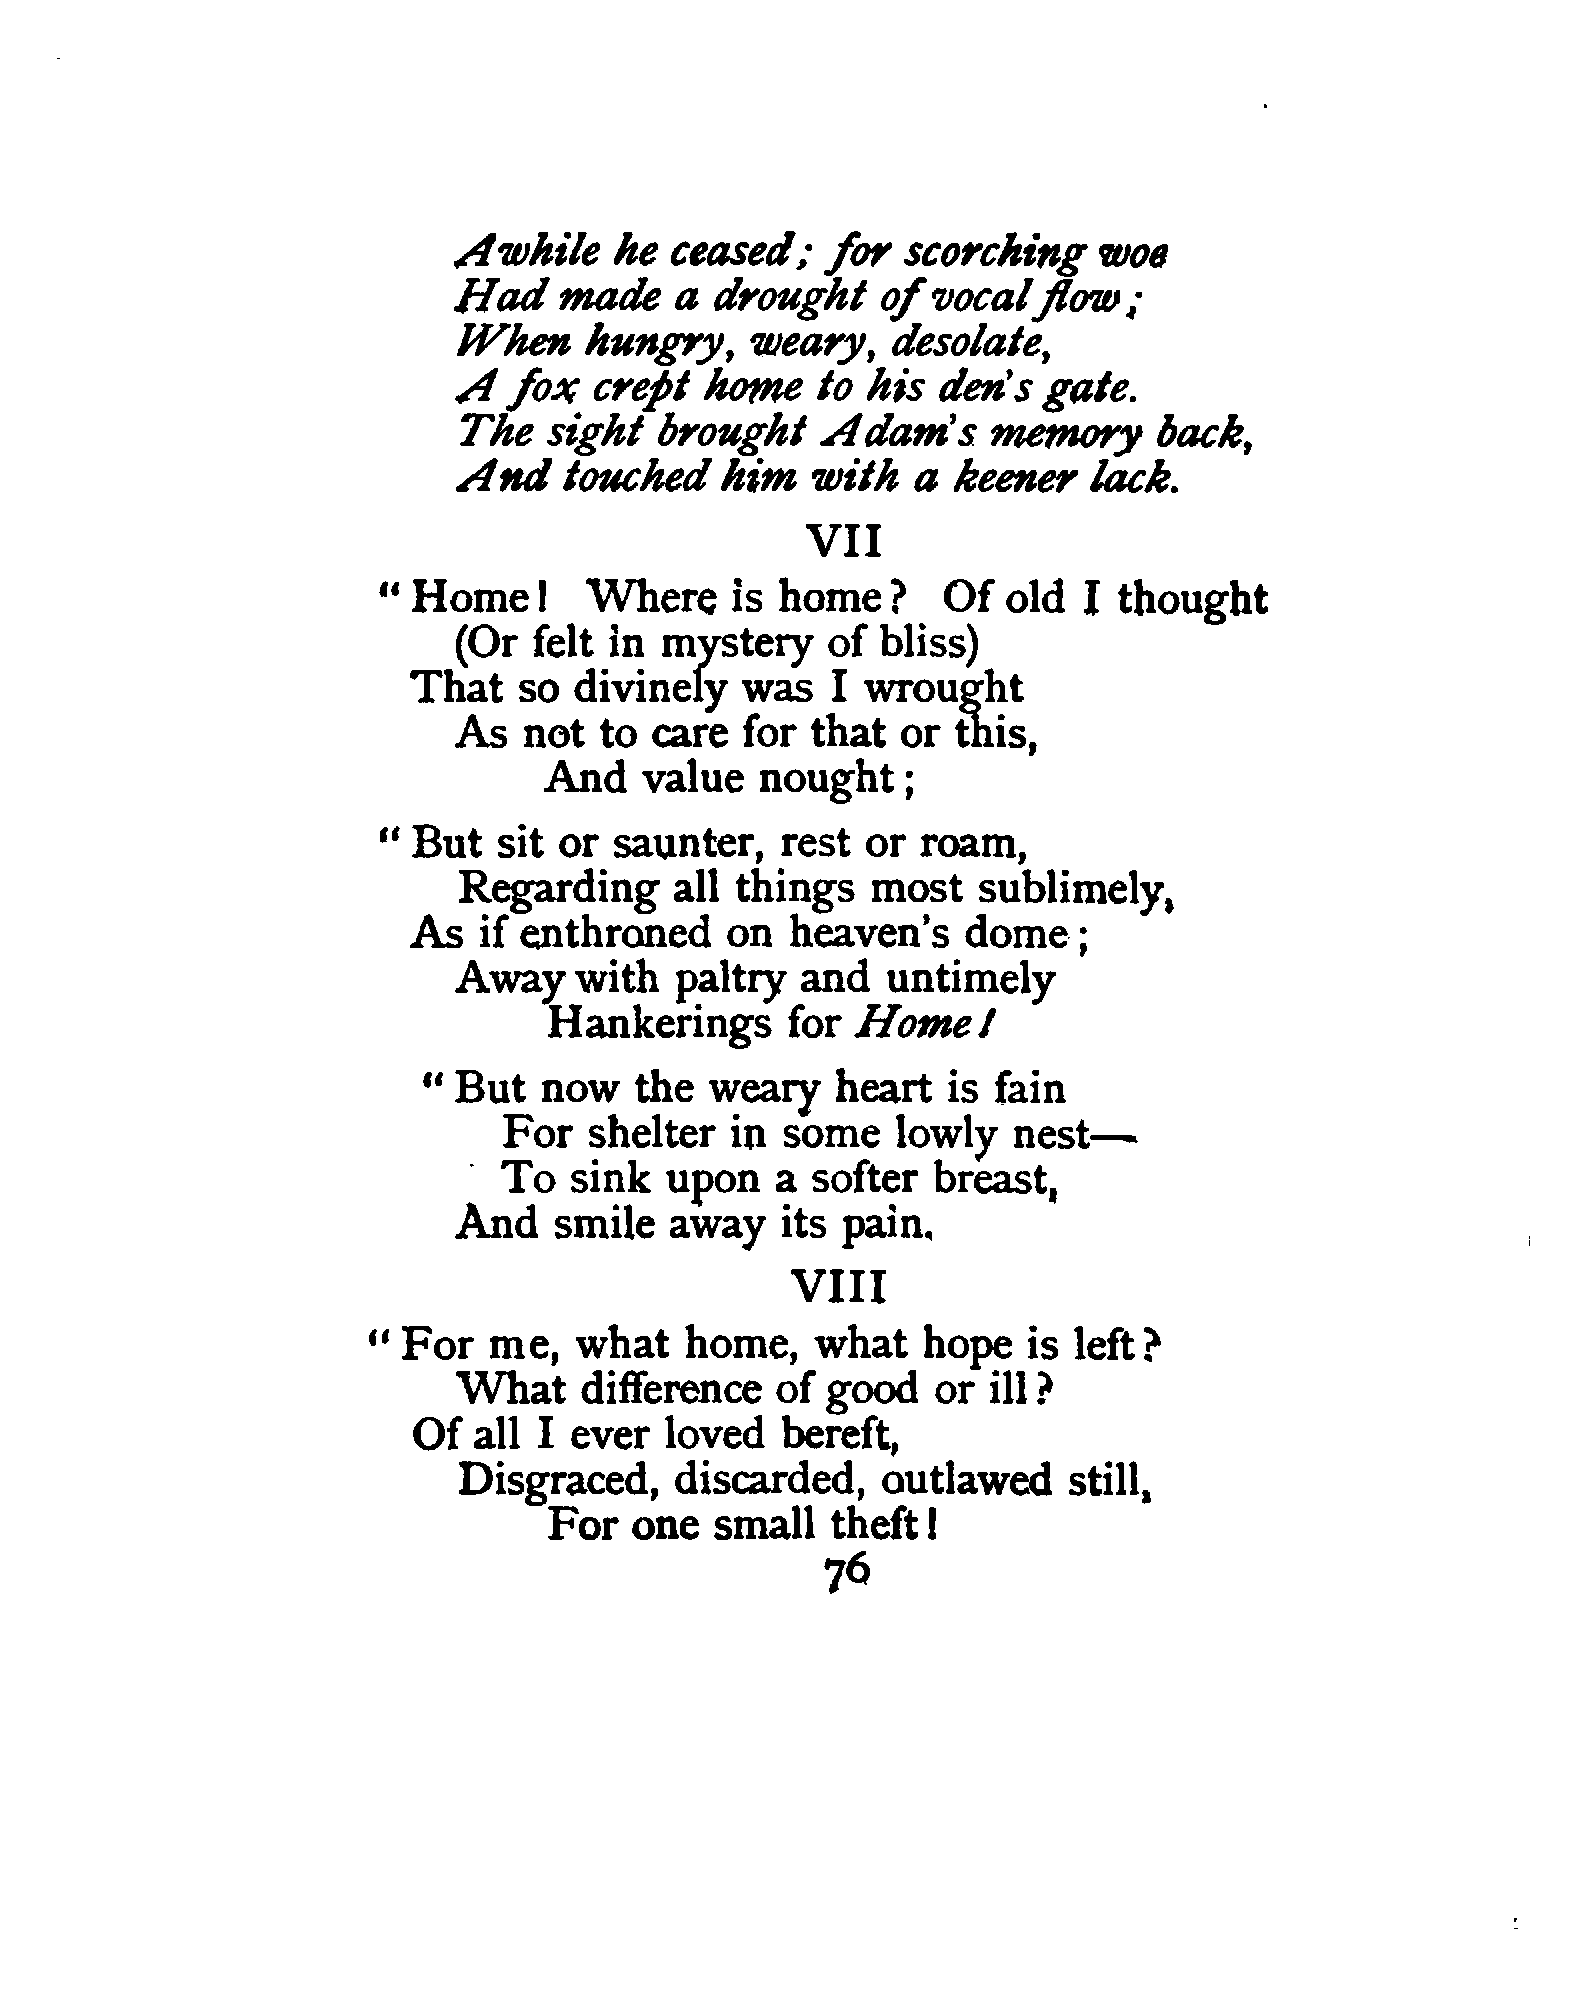 Awhile he ceased; for scorching woe
Had made a drought of vocal flow;
When hungry, weary, desolate,
A fox crept home to his den's gate.
The sight brought Adam's memory back,
And touched him with a keener lack.
VII
“Home! Where is home? Of old I thought
(Or felt in mystery of bliss)
That so divinely was I wrought
As not to care for that or this,
And value nought;
“But sit or saunter, rest or roam,
Regarding all things most sublimely,
As if enthroned on heaven's dome;
Away with paltry and untimely
Hankerings for Home!
“But now the weary heart is fain
For shelter in some lowly nest—
To sink upon a softer breast,
And smile away its pain.
VIII
“For me, what home, what hope is left?
What difference of good or ill?
Of all I ever loved bereft,
Disgraced, discarded, outlawed still,
For one small theft!
76